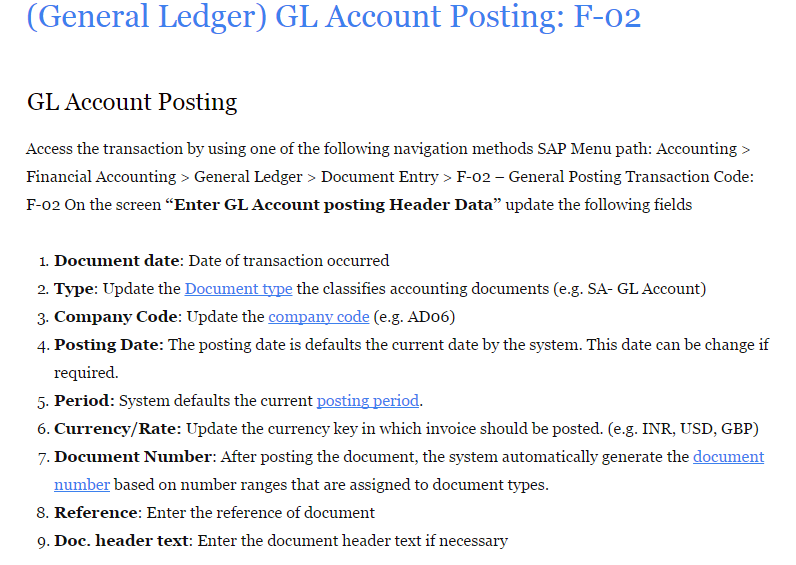 (General Ledger) GL Account Posting: F-02
GL Account Posting
Access the transaction by using one of the following navigation methods SAP Menu path: Accounting >
Financial Accounting > General Ledger > Document Entry > F-02 – General Posting Transaction Code:
F-02 On the screen “Enter GL Account posting Header Data” update the following fields
1. Document date: Date of transaction occurred
2. Type: Update the Document type the classifies accounting documents (e.g. SA- GL Account)
3. Company Code: Update the company code (e.g. AD06)
4. Posting Date: The posting date is defaults the current date by the system. This date can be change if
required.
5. Period: System defaults the current posting period.
6. Currency/Rate: Update the currency key in which invoice should be posted. (e.g. INR, USD, GBP)
7. Document Number: After posting the document, the system automatically generate the document
number based on number ranges that are assigned to document types.
8. Reference: Enter the reference of document
9. Doc. header text: Enter the document header text if necessary